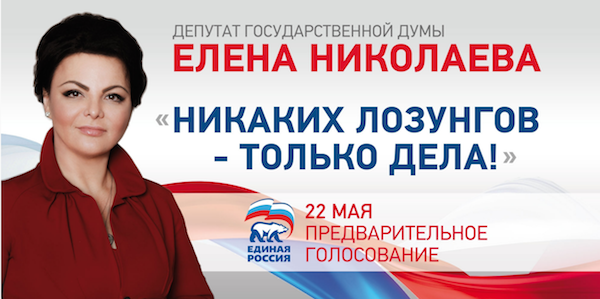 ДЕПУТАТ ГОСУДАРСТВЕННОЙ ДУМЫ
ЕЛЕНА НИКОЛАЕВА
«НИКАКИХ ЛОЗУНГОВ
- ТОЛЬКО ДЕЛА!»
ЕДИНАЯ
РОССИЯ
22 МАЯ
ПРЕДВАРИТЕЛЬНОЕ
ГОЛОСОВАНИЕ